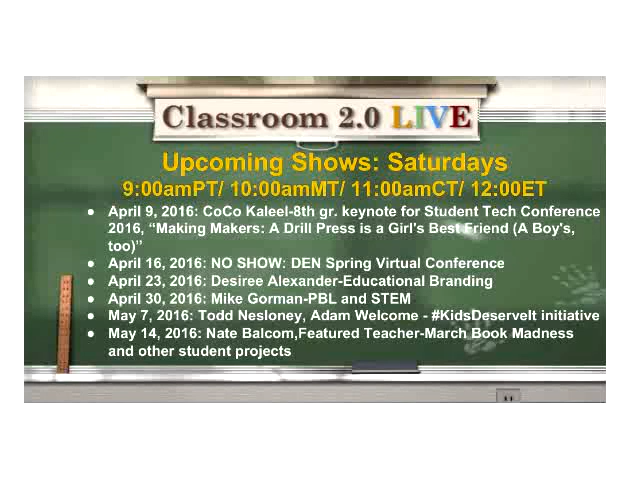 Classroom 2.0 LIVE
Upcoming Shows: Saturdays
9:00amPT/ 10:00amMT/ 11:00amCT/ 12:00ET
● April 9, 2016: CoCo Kaleel-8th gr. keynote for Student Tech Conference
2016, “Making Makers: A Drill Press is a Girl's Best Friend (A Boy's,
too)”
● April 16, 2016: NO SHOW: DEN Spring Virtual Conference
● April 23, 2016: Desiree Alexander-Educational Branding
● April 30, 2016: Mike Gorman-PBL and STEM
● May 7, 2016: Todd Nesloney, Adam Welcome - #KidsDeserveIt initiative
● May 14, 2016: Nate Balcom,Featured Teacher-March Book Madness
and other student projects